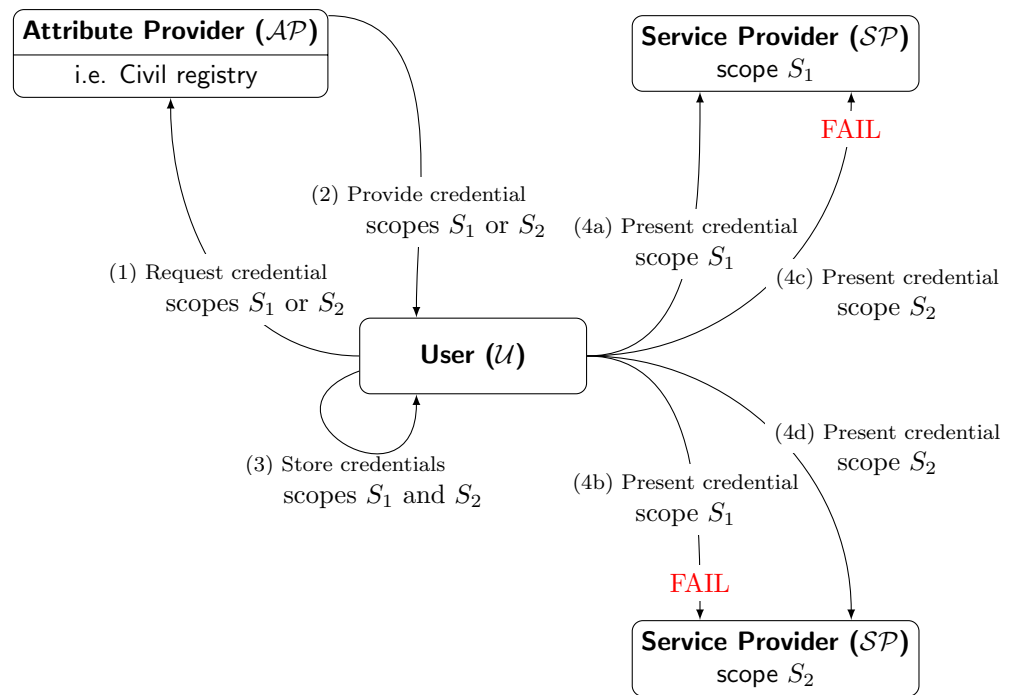 Attribute Provider (𝒜𝒫)
i.e. Civil registry
Service Provider (𝒮𝒫)
scope S₁
FAIL
(2) Provide credential
scopes S₁ or S₂
(4a) Present credential
scope S₁
(1) Request credential
scopes S₁ or S₂
(4c) Present credential
scope S₂
User (𝒰)
(4d) Present credential
scope S₂
(3) Store credentials
scopes S₁ and S₂
(4b) Present credential
scope S₁
FAIL
Service Provider (𝒮𝒫)
scope S₂